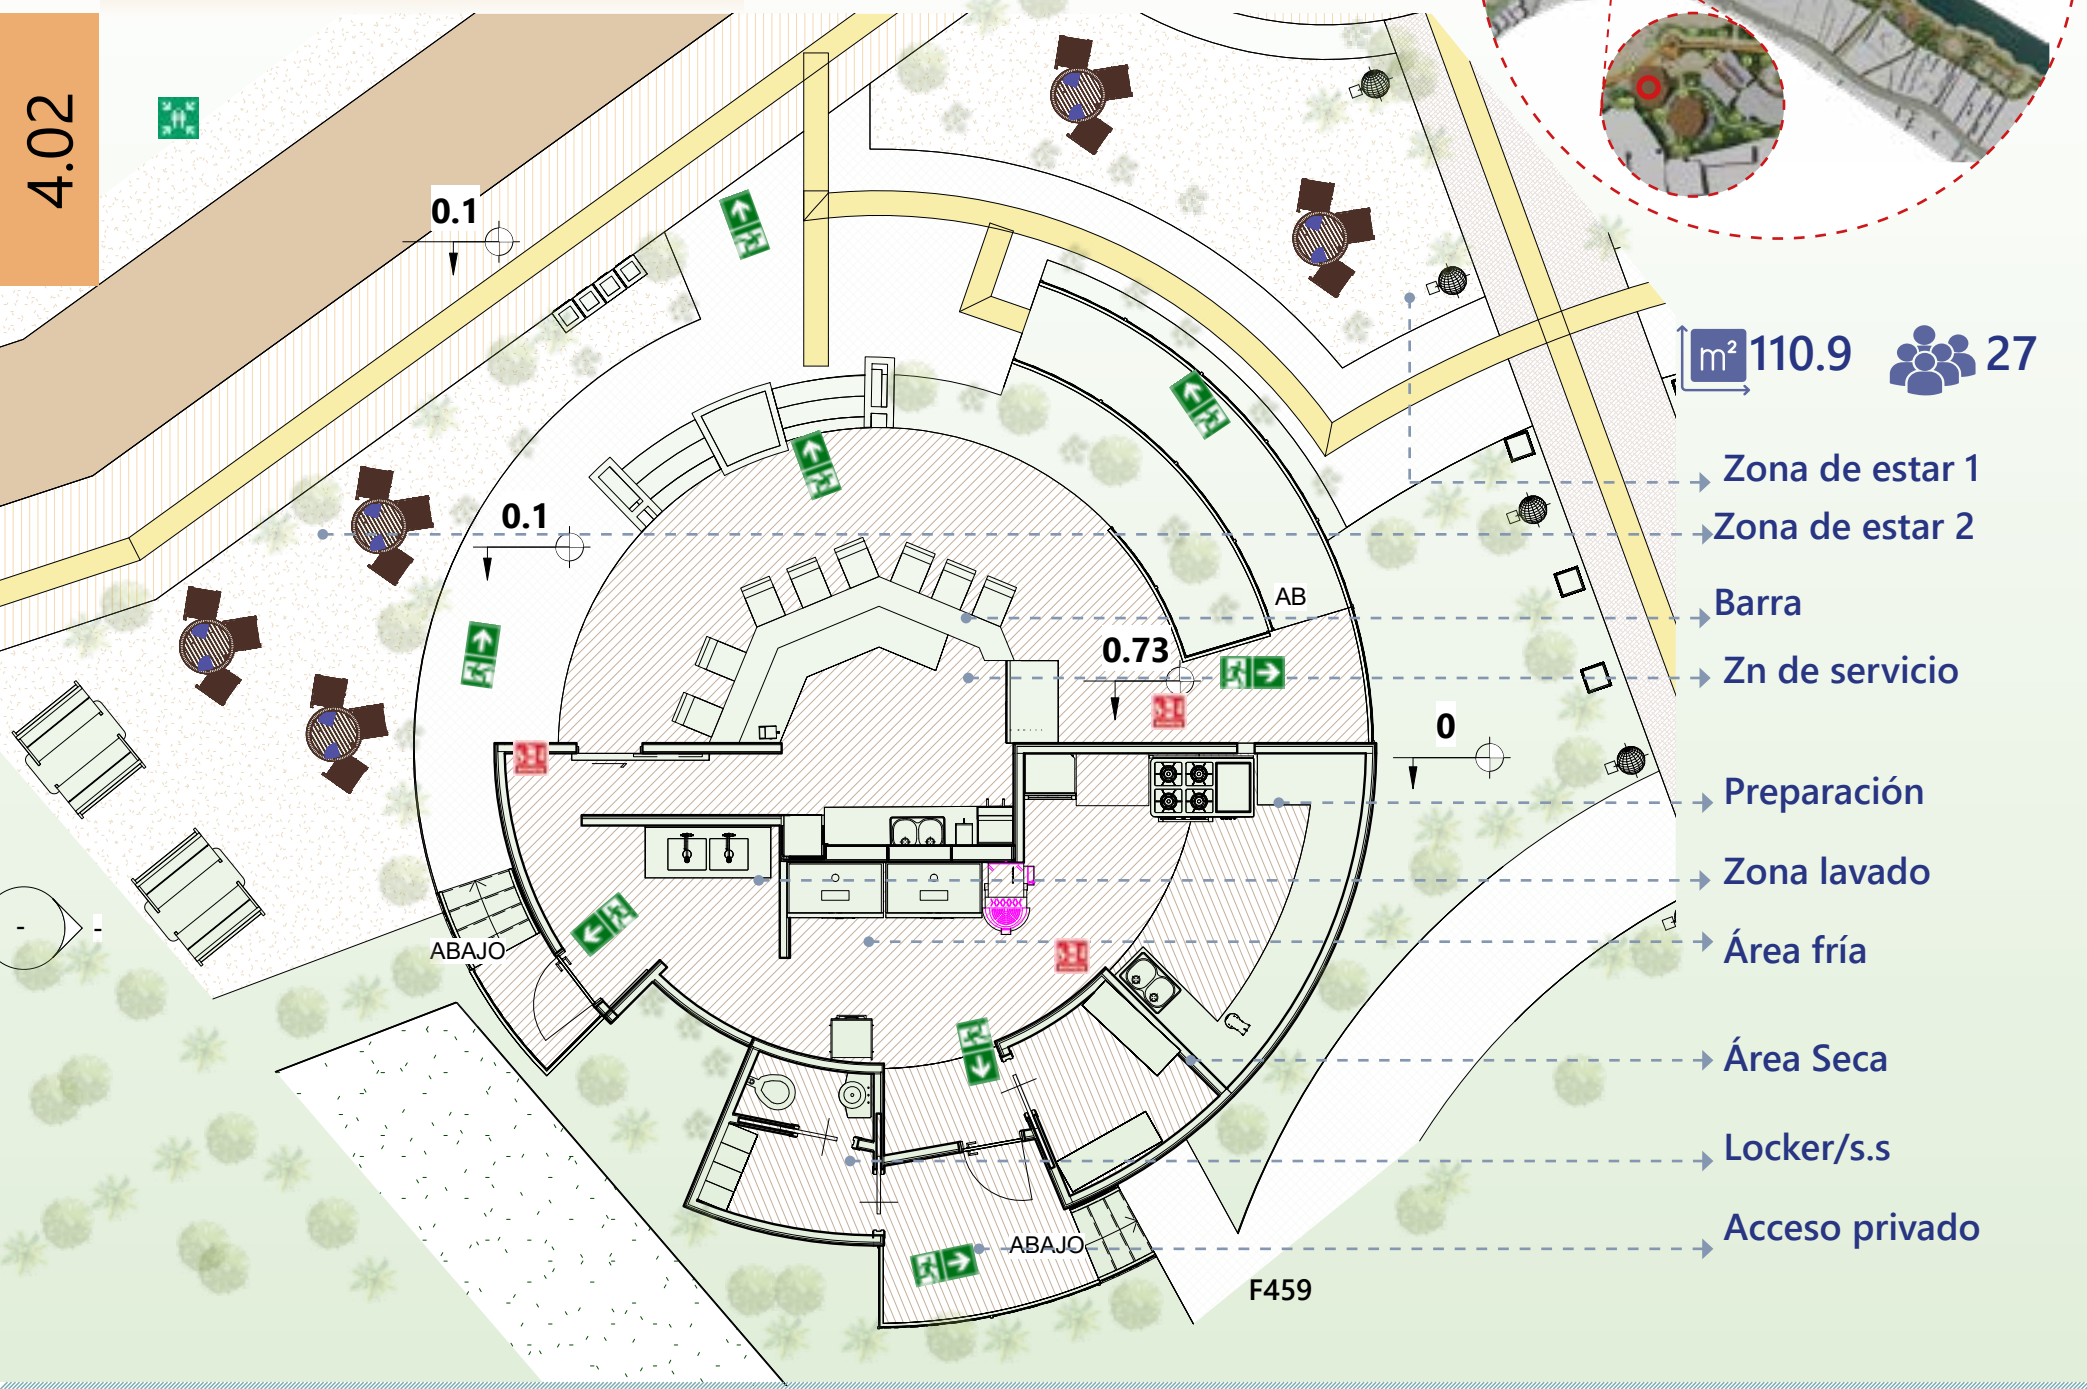 4.02
0.1
m² 110.9
27
Zona de estar 1
0.1
Zona de estar 2
AB
Barra
0.73
Zn de servicio
0
Preparación
Zona lavado
-
-
ABAJO
Área fría
Área Seca
Locker/s.s
Acceso privado
ABAJO
F459